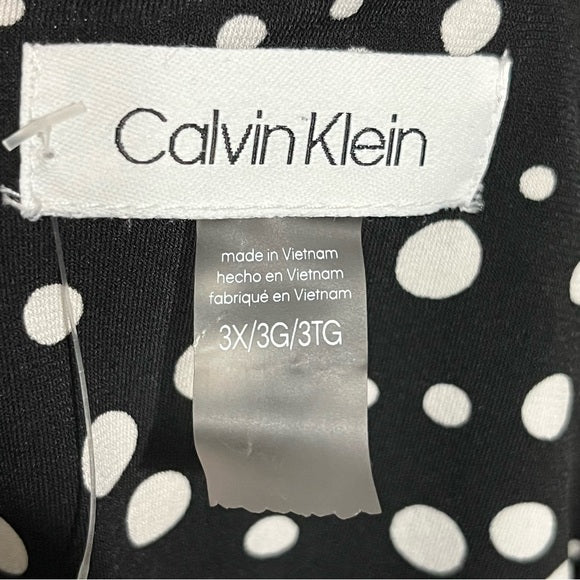 Calvin Klein
made in Vietnam
hecho en Vietnam
fabriqué en Vietnam
3X/3G/3TG